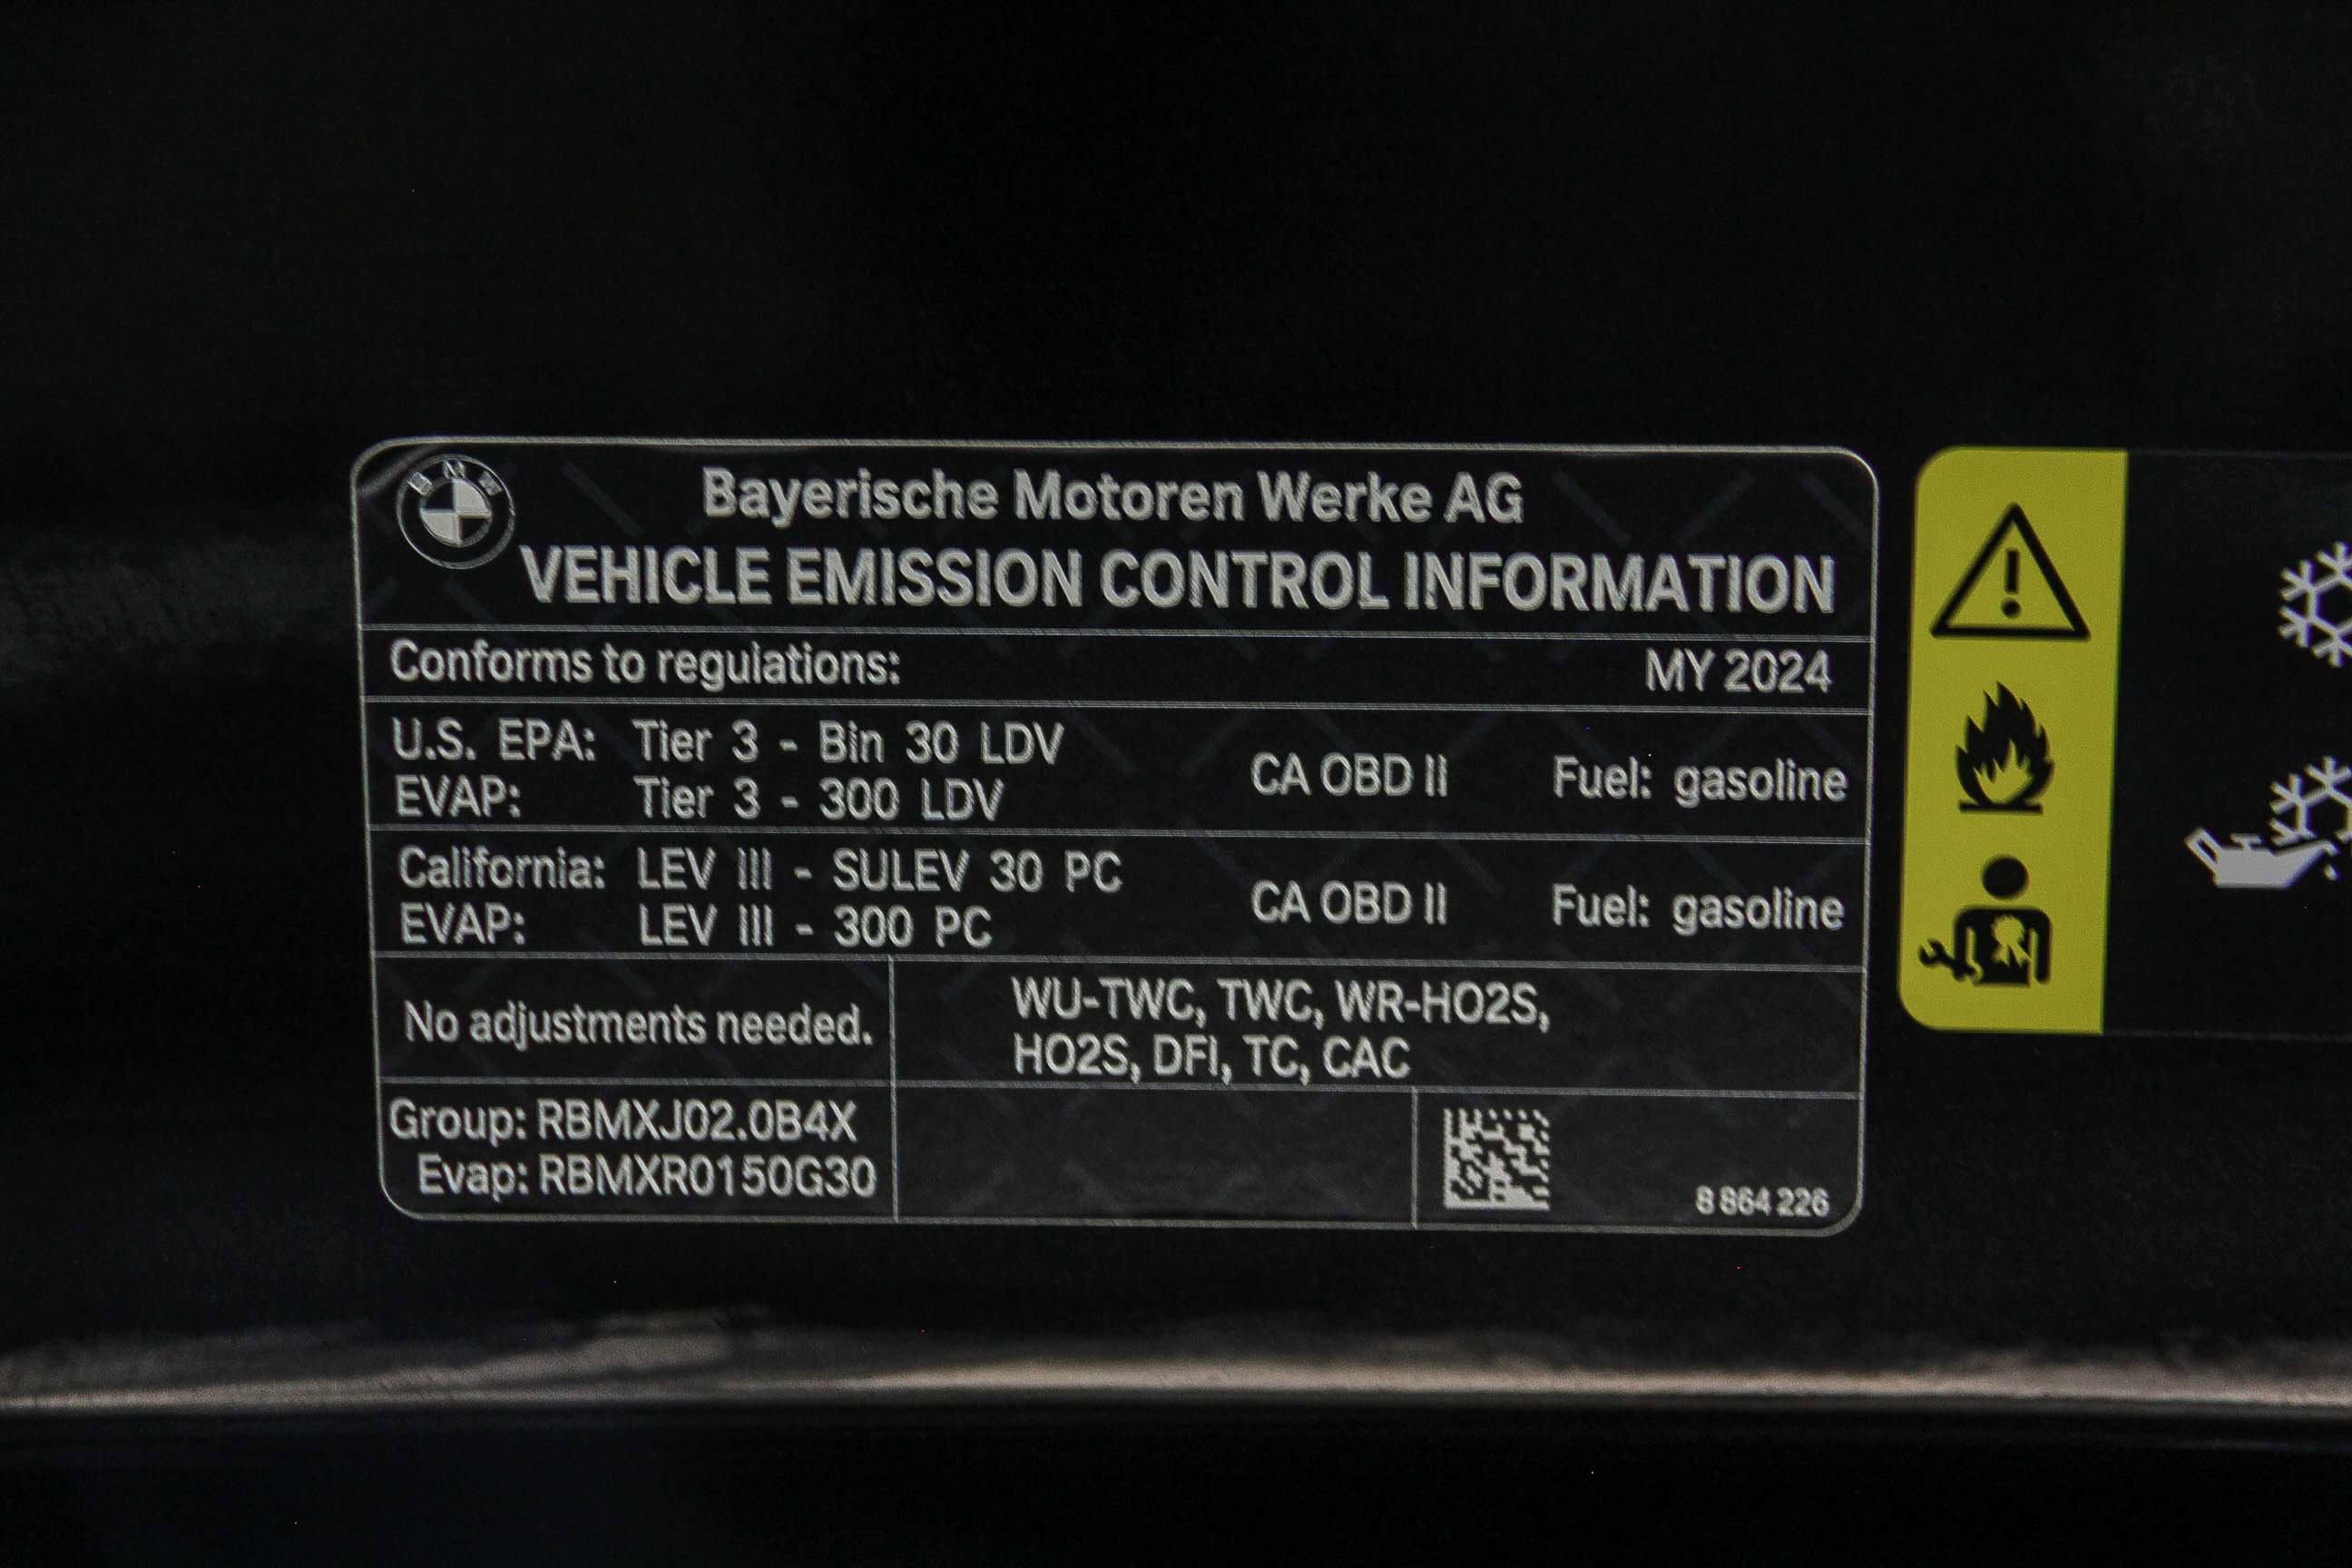 BMW
Bayerische Motoren Werke AG
VEHICLE EMISSION CONTROL INFORMATION
Conforms to regulations: MY 2024
U.S. EPA: Tier 3 - Bin 30 LDV
EVAP: Tier 3 - 300 LDV
CA OBD II Fuel: gasoline
California: LEV III - SULEV 30 PC
EVAP: LEV III - 300 PC
CA OBD II Fuel: gasoline
No adjustments needed.
WU-TWC, TWC, WR-HO2S,
HO2S, DFI, TC, CAC
Group: RBMXJ02.0B4X
Evap: RBMXR0150G30
8 864 226